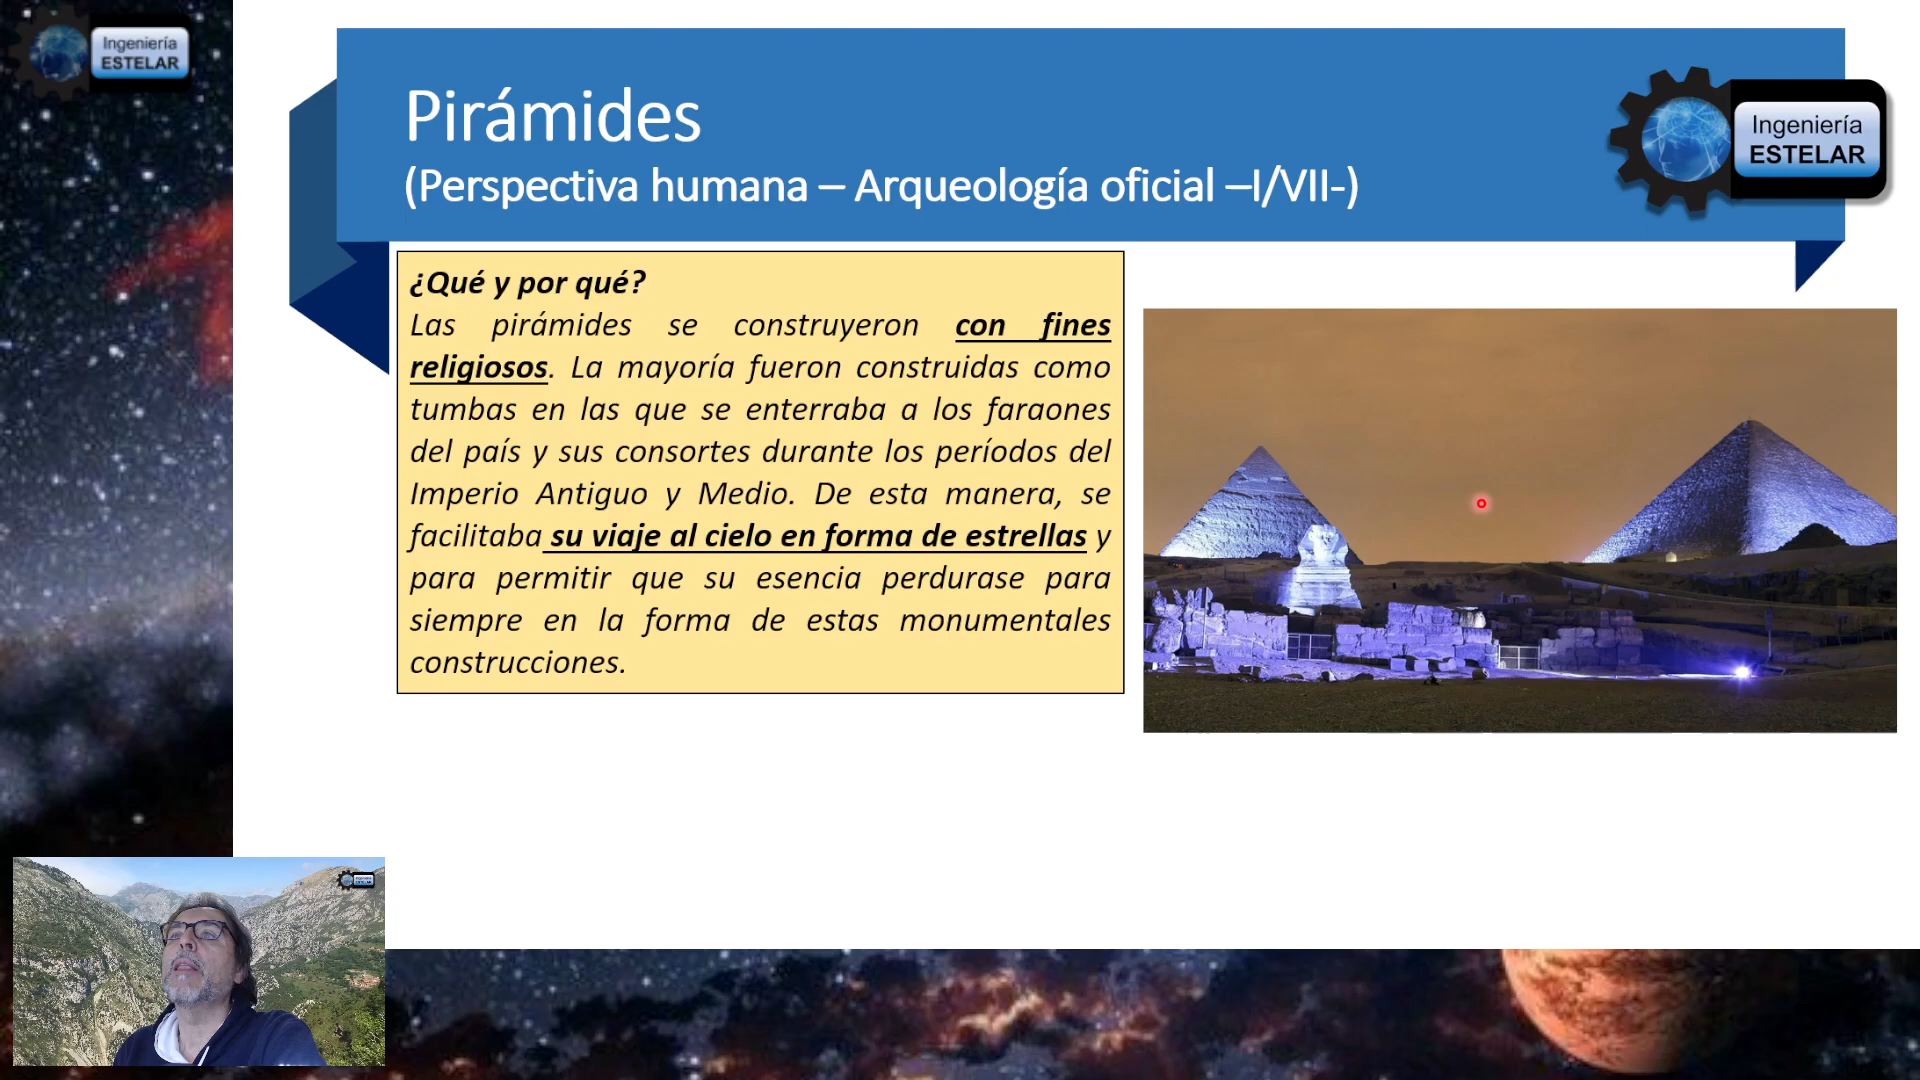 Ingeniería
ESTELAR
Pirámides
(Perspectiva humana – Arqueología oficial –I/VII-)
Ingeniería
ESTELAR
¿Qué y por qué?
Las pirámides se construyeron con fines
religiosos. La mayoría fueron construidas como
tumbas en las que se enterraba a los faraones
del país y sus consortes durante los períodos del
Imperio Antiguo y Medio. De esta manera, se
facilitaba su viaje al cielo en forma de estrellas y
para permitir que su esencia perdurase para
siempre en la forma de estas monumentales
construcciones.